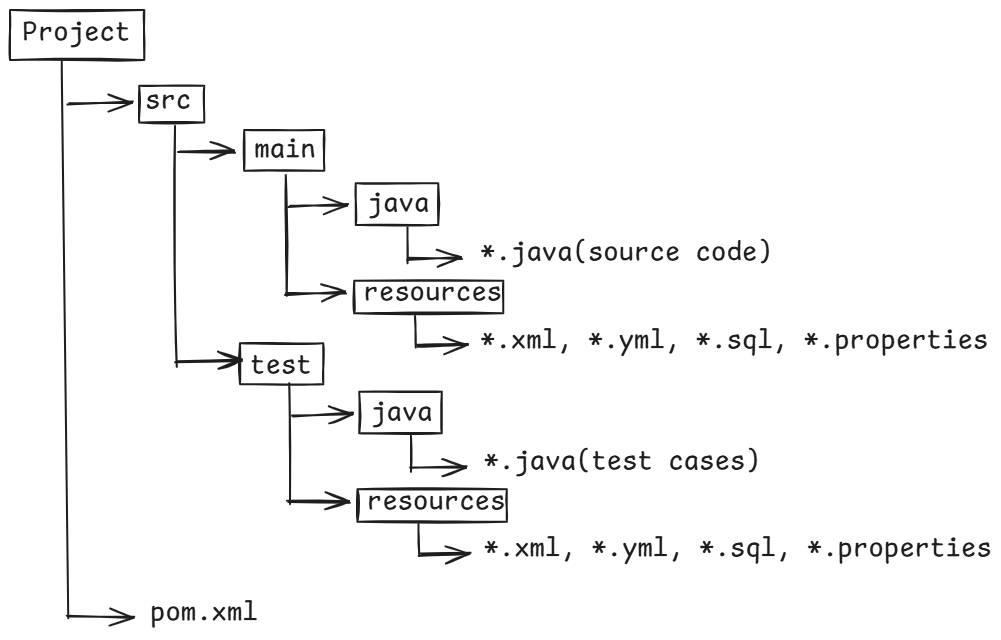 Project
src
main
java
*.java(source code)
resources
*.xml, *.yml, *.sql, *.properties
test
java
*.java(test cases)
resources
*.xml, *.yml, *.sql, *.properties
pom.xml